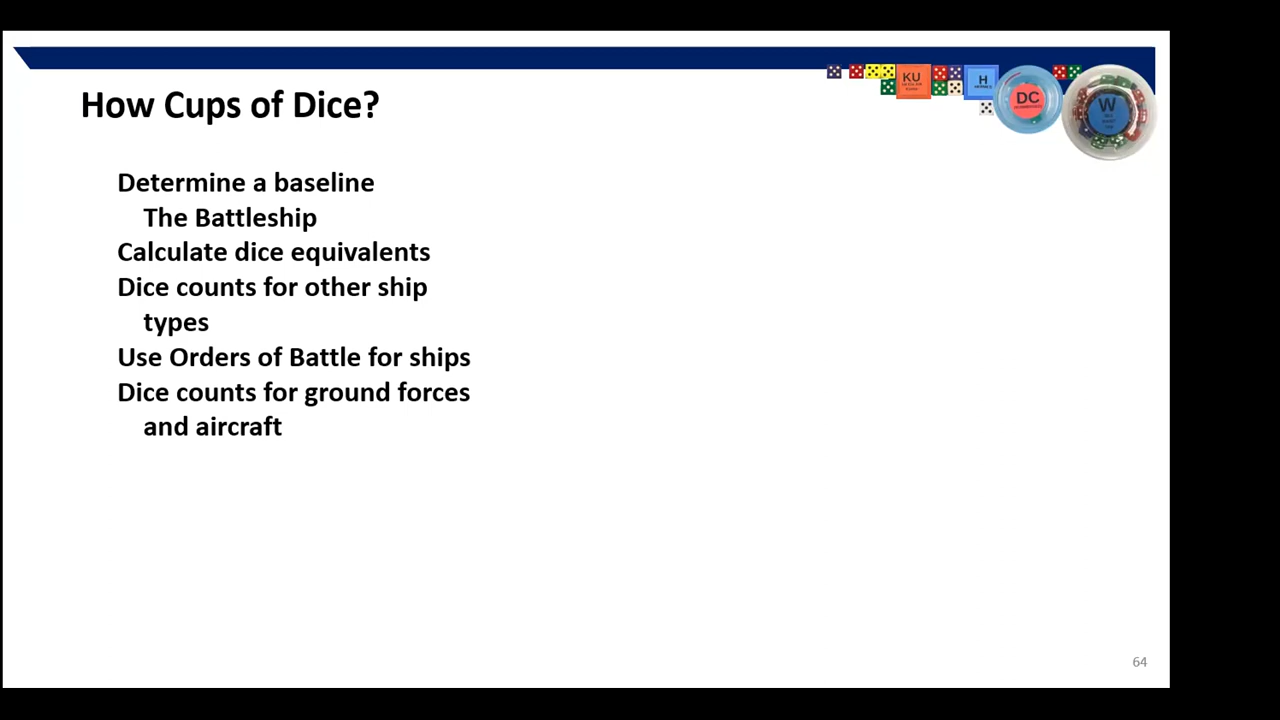 How Cups of Dice?
KU
H
DC
W
Determine a baseline
The Battleship
Calculate dice equivalents
Dice counts for other ship
types
Use Orders of Battle for ships
Dice counts for ground forces
and aircraft
64